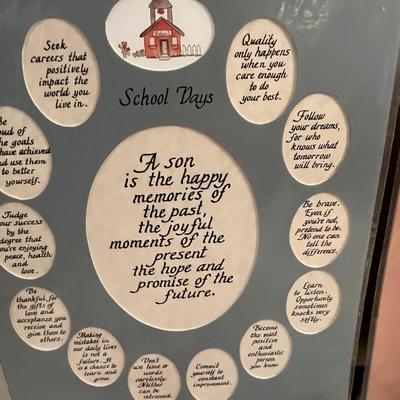 School Days
Seek
careers that
positively
impact the
world you
live in.
Quality
only happens
when you
care enough
to do
your best.
Follow
your dreams,
for who
knows what
tomorrow
will bring.
Be brave.
Even if
you're not,
pretend to be.
No one can
tell the
difference.
Learn
to listen.
Opportunity
sometimes
knocks very
softly.
Become
the most
positive
and
enthusiastic
person
you know
Commit
yourself to
constant
improvement.
Don't
use time or
words
carelessly.
Neither
can be
retrieved.
Making
mistakes in
our daily lives
is not a
failure. It
is a chance
to learn and
grow.
Be
thankful for
the gifts of
love and
acceptance you
receive and
give them to
others.
Judge
your success
by the
degree that
you're enjoying
peace, health
and
love.
Be
proud of
the goals
have achieved
and use them
to better
yourself.
A son
is the happy
memories of
the past,
the joyful
moments of the
present
the hope and
promise of the
future.